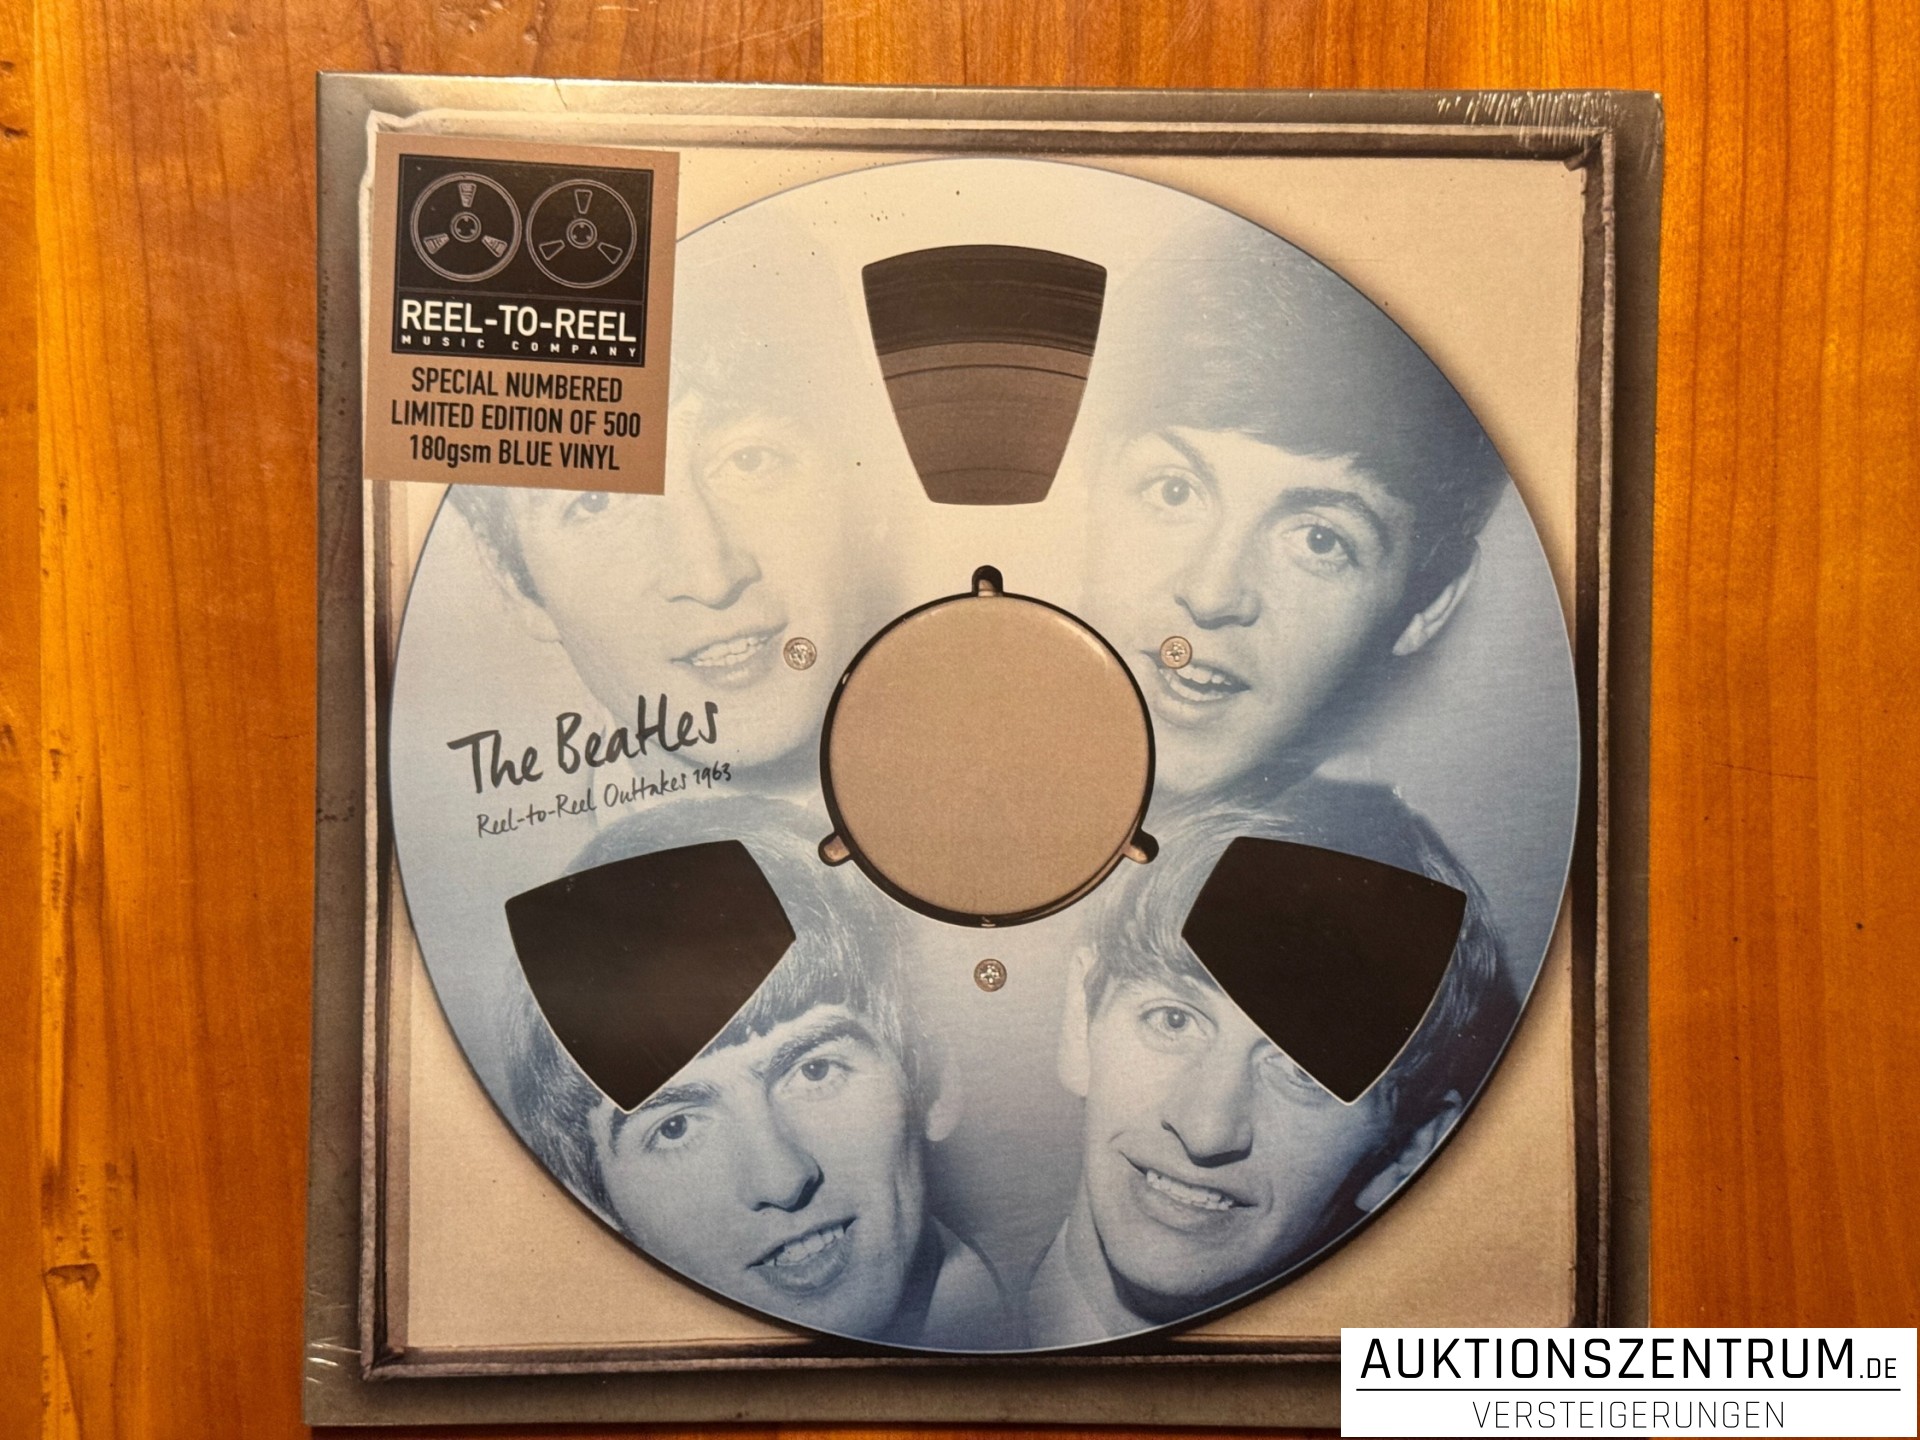 REEL-TO-REEL
MUSIC COMPANY
SPECIAL NUMBERED
LIMITED EDITION OF 500
180gsm BLUE VINYL
The Beatles
Reel-to-Reel Outtakes 1963
AUKTIONSZENTRUM.DE
VERSTEIGERUNGEN